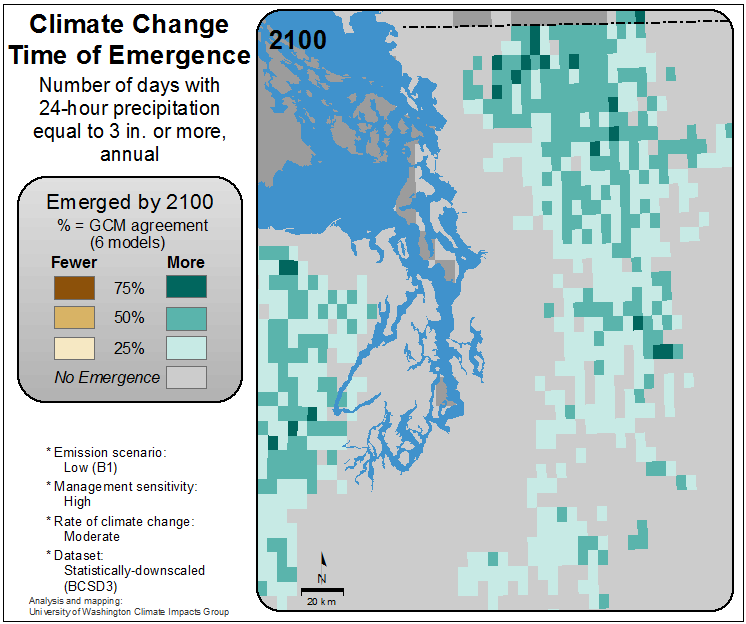 Climate Change
Time of Emergence
Number of days with
24-hour precipitation
equal to 3 in. or more,
annual
Emerged by 2100
% = GCM agreement
(6 models)
Fewer More
75%
50%
25%
No Emergence
* Emission scenario:
Low (B1)
* Management sensitivity:
High
* Rate of climate change:
Moderate
* Dataset:
Statistically-downscaled
(BCSD3)
Analysis and mapping:
University of Washington Climate Impacts Group
2100
N
20 km